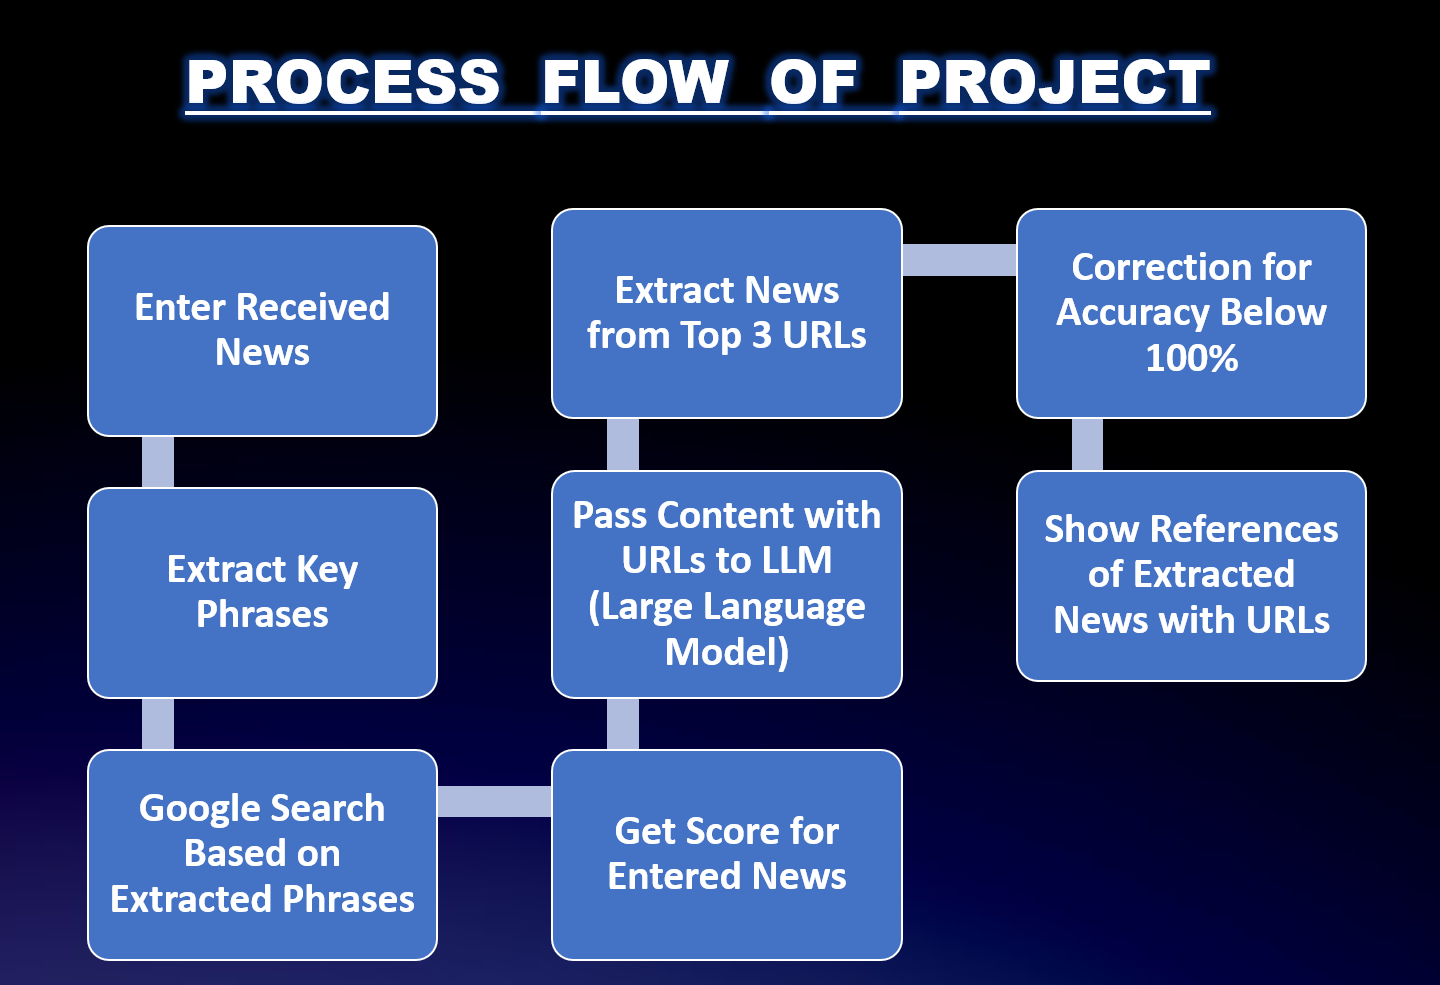 PROCESS FLOW OF PROJECT
Enter Received
News
Extract Key
Phrases
Google Search
Based on
Extracted Phrases
Extract News
from Top 3 URLs
Pass Content with
URLs to LLM
(Large Language
Model)
Get Score for
Entered News
Correction for
Accuracy Below
100%
Show References
of Extracted
News with URLs